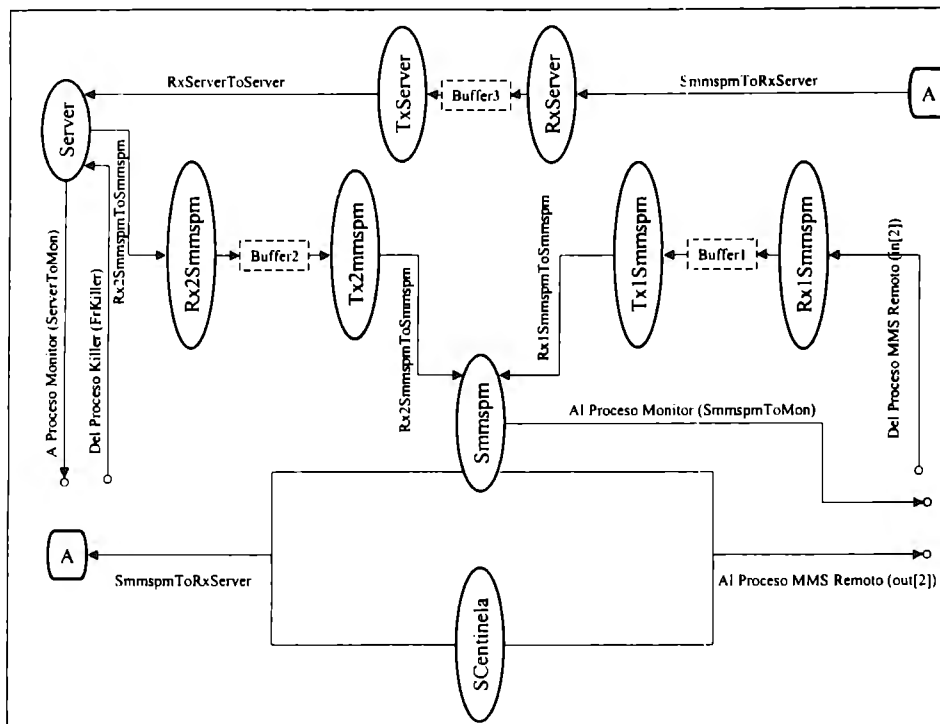 RxServerToServer
SmmspmToRxServer
Server
TxServer
Buffer3
RxServer
A
Rx2SmmspmToSmmspm
Rx2Smmspm
Buffer2
Tx2mmspm
Rx1SmmspmToSmmspm
Tx1Smmspm
Buffer1
Rx1Smmspm
A Proceso Monitor (ServerToMon)
Del Proceso Killer (FrKiller)
Rx2SmmspmToSmmspm
Del Proceso MMS Remoto (in[2])
Smmspm
Al Proceso Monitor (SmmspmToMon)
A
SmmspmToRxServer
SCentinela
Al Proceso MMS Remoto (out[2])